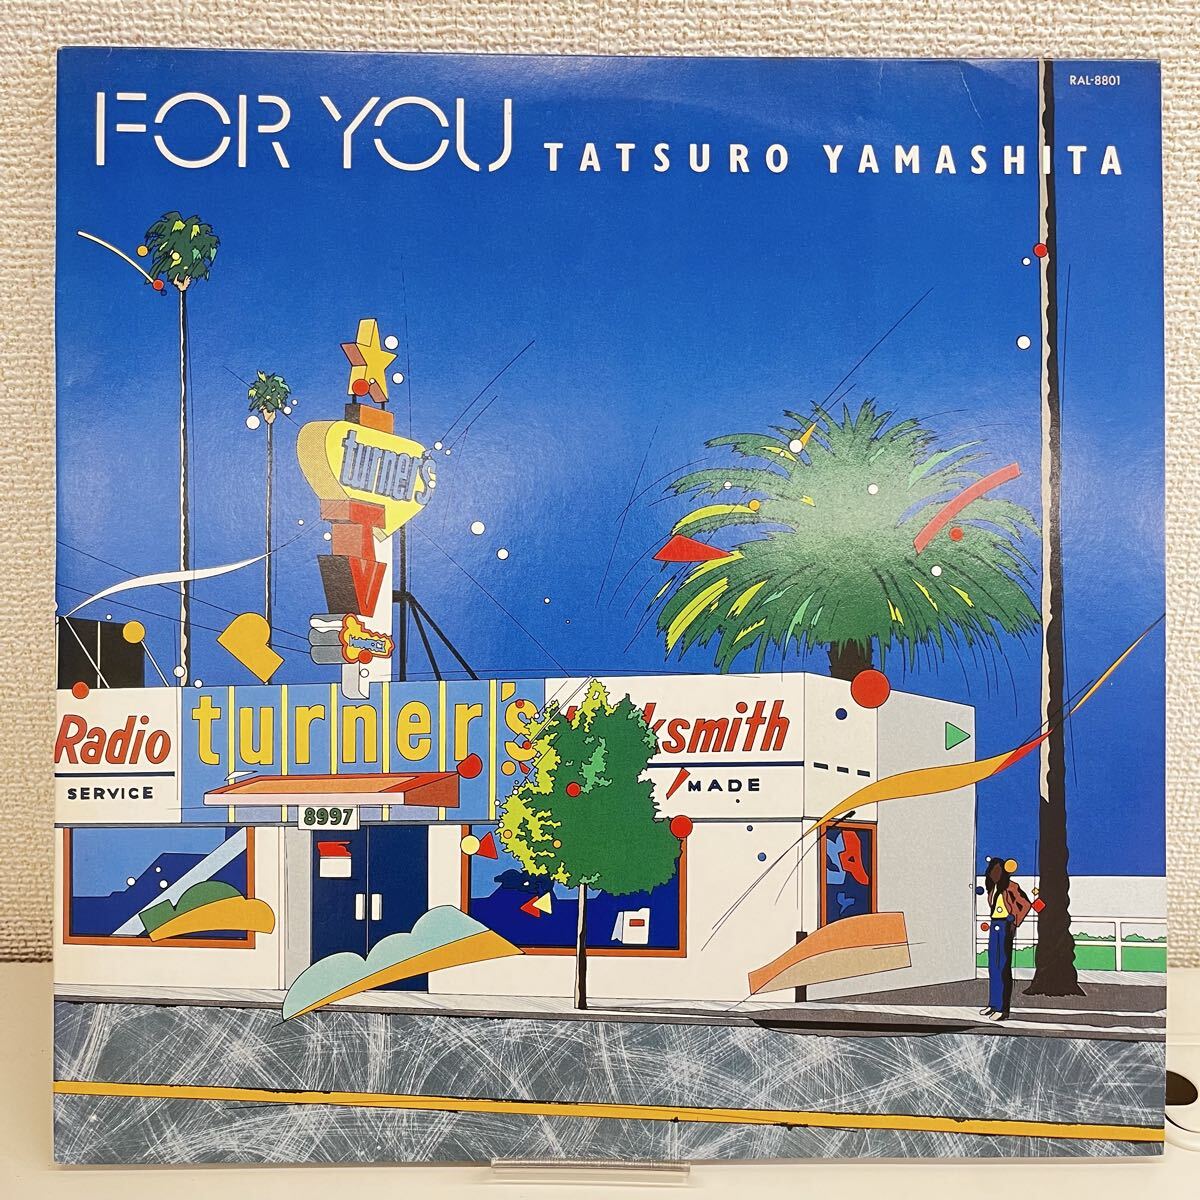 RAL-8801
FOR YOU
TATSURO YAMASHITA
turner's
TV
Radio
turner's
ksmith
SERVICE
MADE
8997